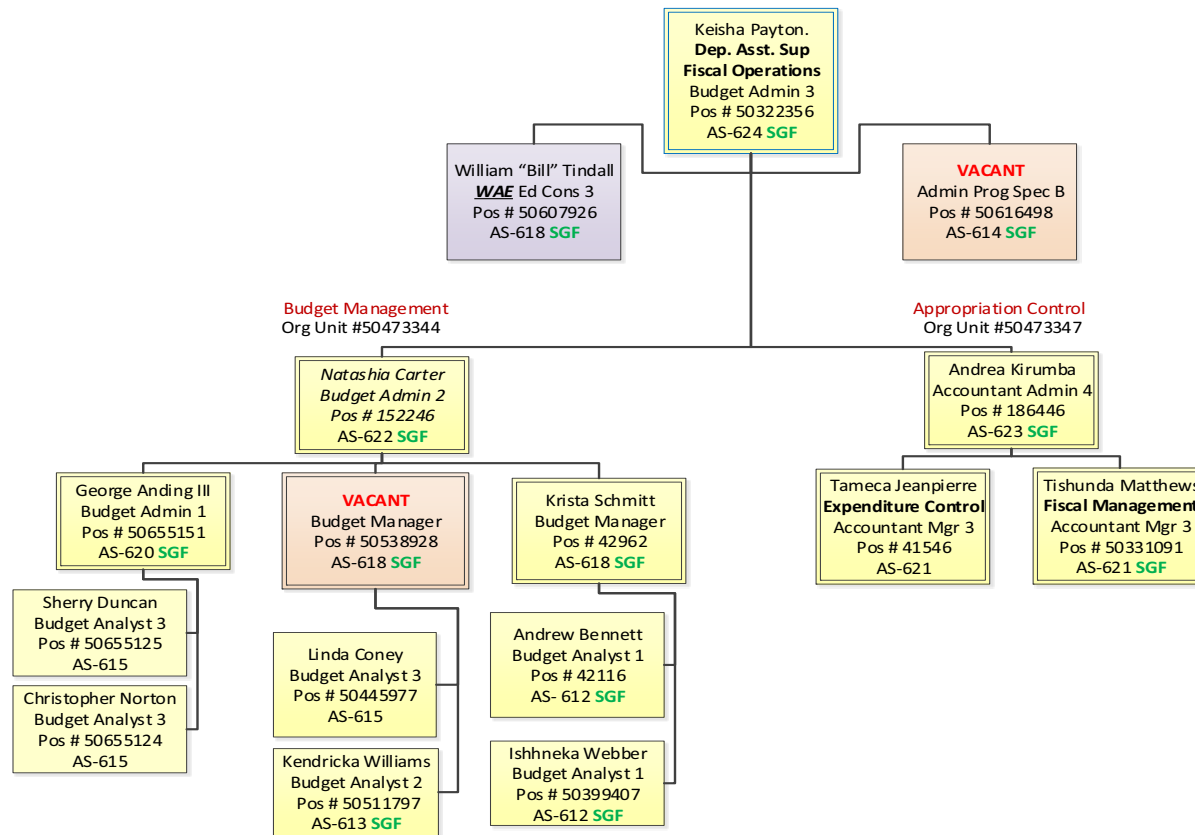 Keisha Payton.
Dep. Asst. Sup
Fiscal Operations
Budget Admin 3
Pos # 50322356
AS-624 SGF
William “Bill” Tindall
WAE Ed Cons 3
Pos # 50607926
AS-618 SGF
VACANT
Admin Prog Spec B
Pos # 50616498
AS-614 SGF
Budget Management
Org Unit #50473344
Appropriation Control
Org Unit #50473347
Natashia Carter
Budget Admin 2
Pos # 152246
AS-622 SGF
Andrea Kirumba
Accountant Admin 4
Pos # 186446
AS-623 SGF
George Anding III
Budget Admin 1
Pos # 50655151
AS-620 SGF
VACANT
Budget Manager
Pos # 50538928
AS-618 SGF
Krista Schmitt
Budget Manager
Pos # 42962
AS-618 SGF
Tameca Jeanpierre
Expenditure Control
Accountant Mgr 3
Pos # 41546
AS-621
Tishunda Matthews
Fiscal Management
Accountant Mgr 3
Pos # 50331091
AS-621 SGF
Sherry Duncan
Budget Analyst 3
Pos # 50655125
AS-615
Christopher Norton
Budget Analyst 3
Pos # 50655124
AS-615
Linda Coney
Budget Analyst 3
Pos # 50445977
AS-615
Kendricka Williams
Budget Analyst 2
Pos # 50511797
AS-613 SGF
Andrew Bennett
Budget Analyst 1
Pos # 42116
AS- 612 SGF
Ishhneka Webber
Budget Analyst 1
Pos # 50399407
AS-612 SGF